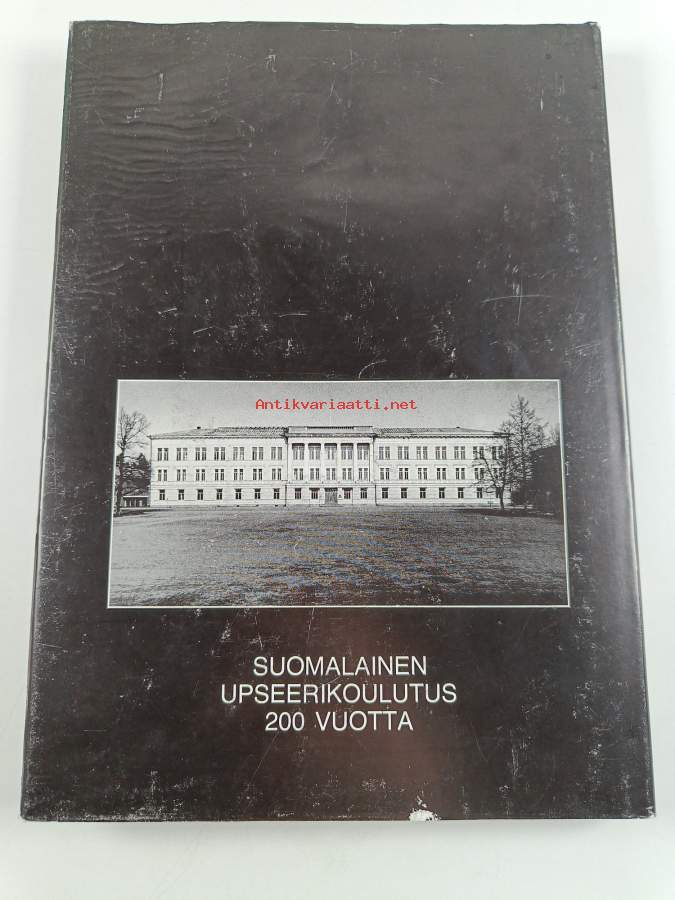 Antikvariaatti.net
SUOMALAINEN
UPSEERIKOULUTUS
200 VUOTTA